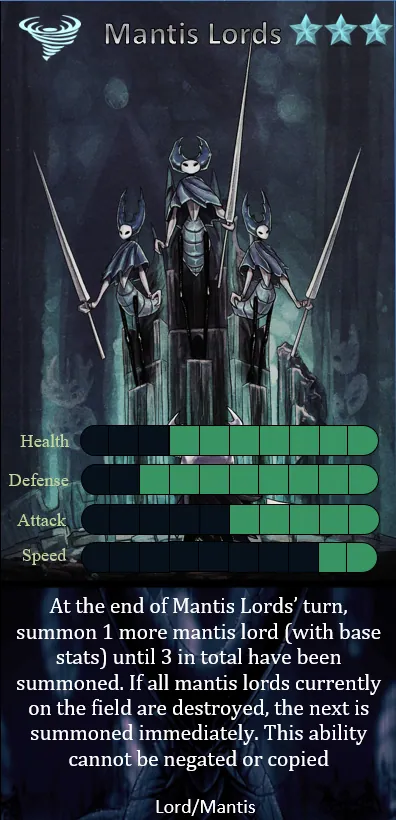 Mantis Lords
Health
Defense
Attack
Speed
At the end of Mantis Lords’ turn,
summon 1 more mantis lord (with base
stats) until 3 in total have been
summoned. If all mantis lords currently
on the field are destroyed, the next is
summoned immediately. This ability
cannot be negated or copied
Lord/Mantis